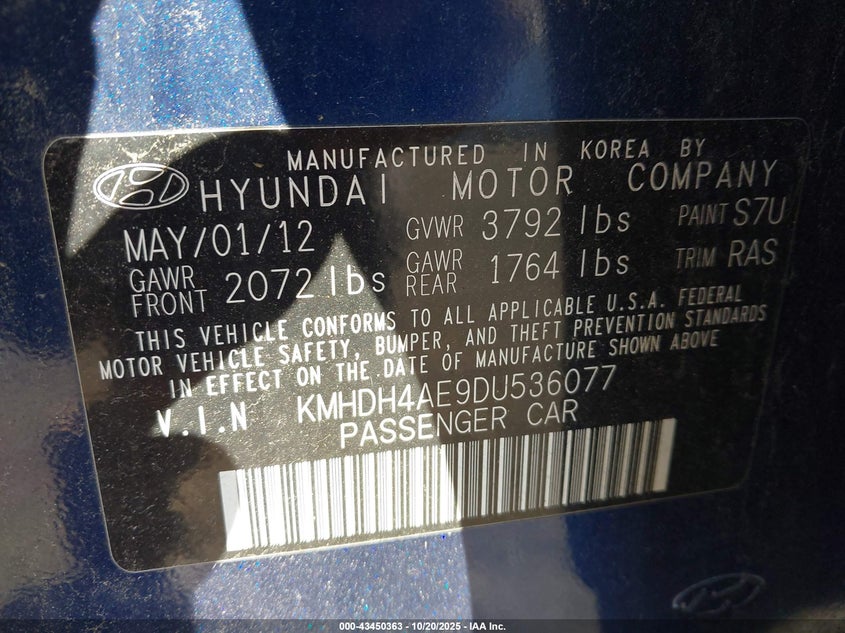 MANUFACTURED IN KOREA BY
HYUNDAI MOTOR COMPANY
MAY/01/12 GVWR 3792 lbs PAINT S7U
GAWR FRONT 2072 lbs GAWR REAR 1764 lbs TRIM RAS
THIS VEHICLE CONFORMS TO ALL APPLICABLE U.S.A. FEDERAL
MOTOR VEHICLE SAFETY, BUMPER, AND THEFT PREVENTION STANDARDS
IN EFFECT ON THE DATE OF MANUFACTURE SHOWN ABOVE
V.I.N KMHDH4AE9DU536077
PASSENGER CAR
000-43450363 - 10/20/2025 - IAA Inc.